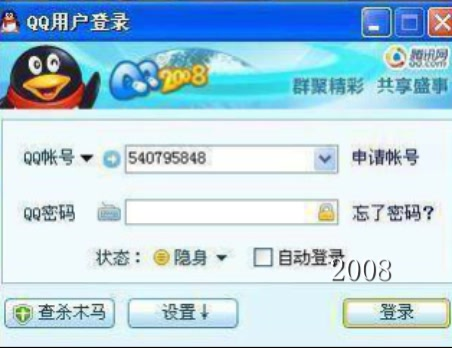 QQ用户登录
QQ2008
腾讯网
QQ.COM
群聚精彩 共享盛事
QQ帐号 540795848 申请帐号
QQ密码 忘了密码?
状态: 隐身 自动登录
2008
查杀木马 设置↓ 登录